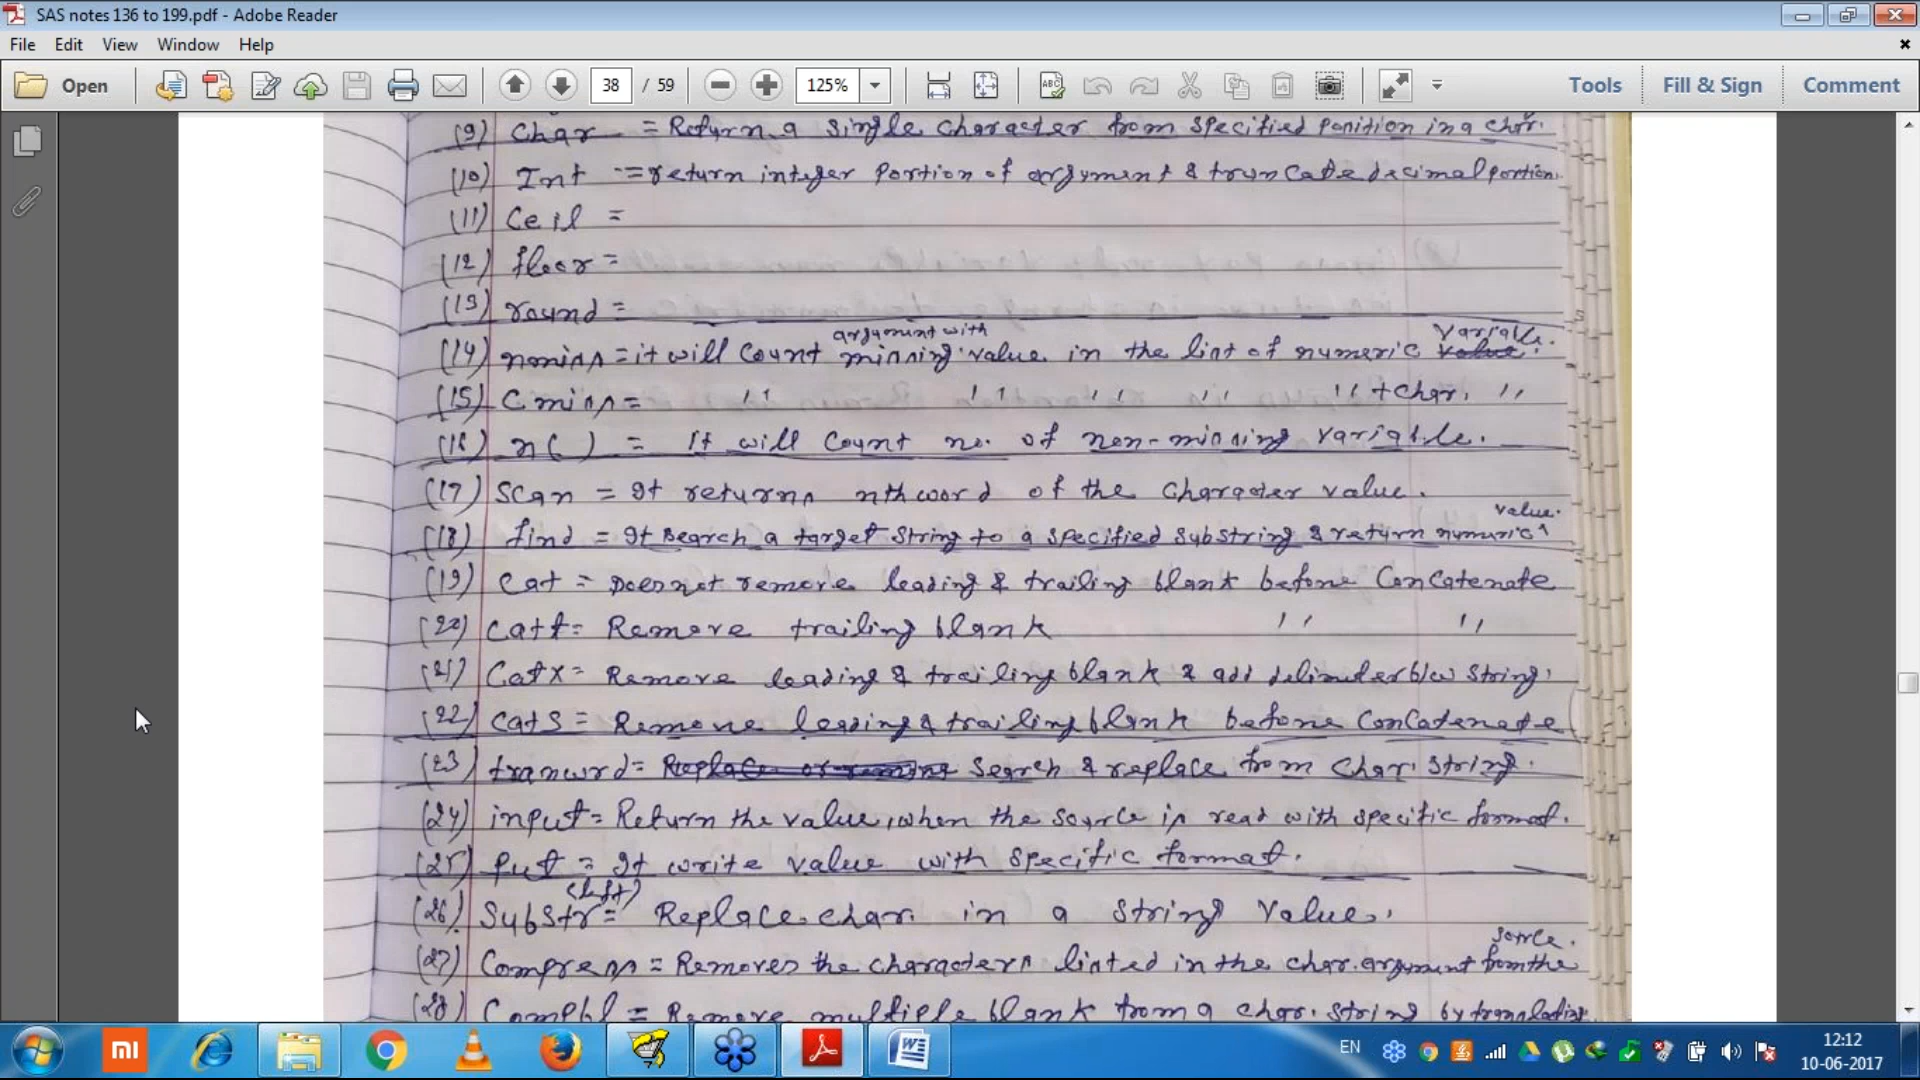 SAS notes 136 to 199.pdf - Adobe Reader
File Edit View Window Help
Open 38 / 59 125% Tools Fill & Sign Comment
(9) Char = Return a single character from specified position in a char.
(10) Int = return integer portion of argument & truncate decimal portion.
(11) Ceil =
(12) floor =
(13) round =
argument with Variable.
(14) nmiss = it will count missing value in the list of numeric value.
(15) Cmiss = '' '' '' '' '' + char. ''
(16) n( ) = It will count no. of non-missing variable.
(17) Scan = It returns nth word of the character value.
value.
(18) find = It search a target string to a specified substring & return numeric ^
(19) Cat = Does not remove leading & trailing blank before Concatenate
(20) Catt = Remove trailing blank '' ''
(21) Catx = Remove leading & trailing blank & add delimeter b/w string.
(22) Cats = Remove leading & trailing blank before Concatenate
(23) tranwrd = Replace or Search & replace from char. string.
(24) input = Return the value, when the source is read with specific format.
(25) Put = It write value with specific format.
(left)
(26) Substr = Replace char. in a string value.
source.
(27) Compress = Removes the characters listed in the char. argument from the
(28) Compbl = Remove multiple blank from a char. string by translating
EN 12:12
10-06-2017